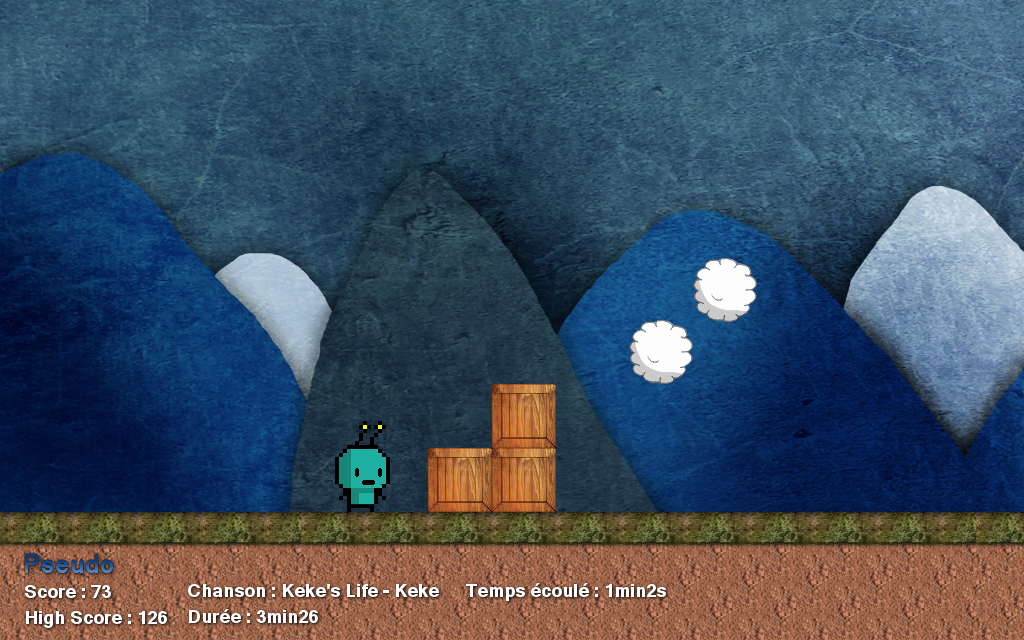 Pseudo
Score : 73
Chanson : Keke's Life - Keke
Temps écoulé : 1min2s
High Score : 126
Durée : 3min26